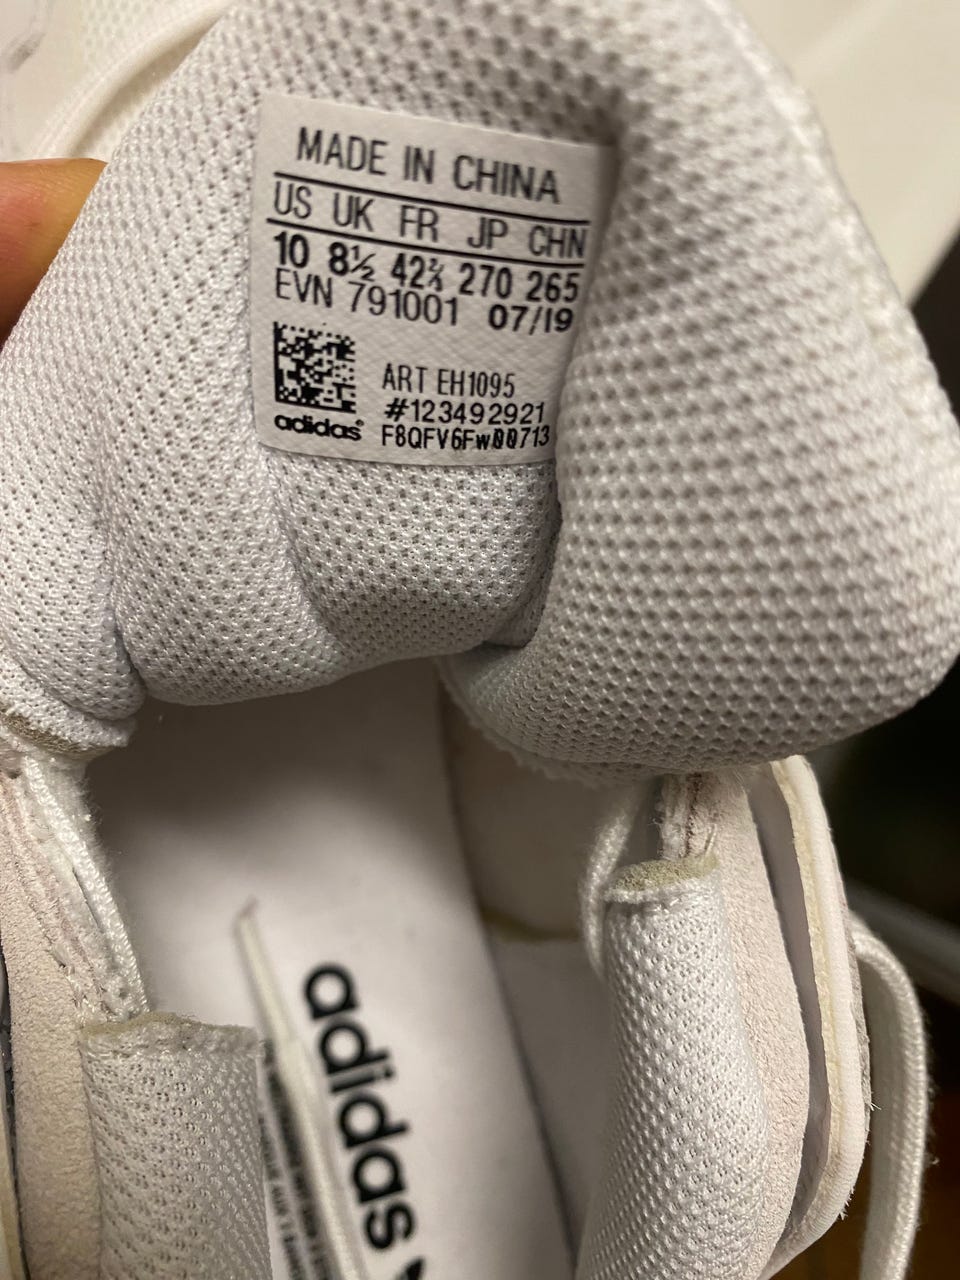 MADE IN CHINA
US UK FR JP CHN
10 8½ 42⅔ 270 265
EVN 791001 07/19
ART EH1095
#123492921
adidas®
F8QFV6Fw00713
adidas